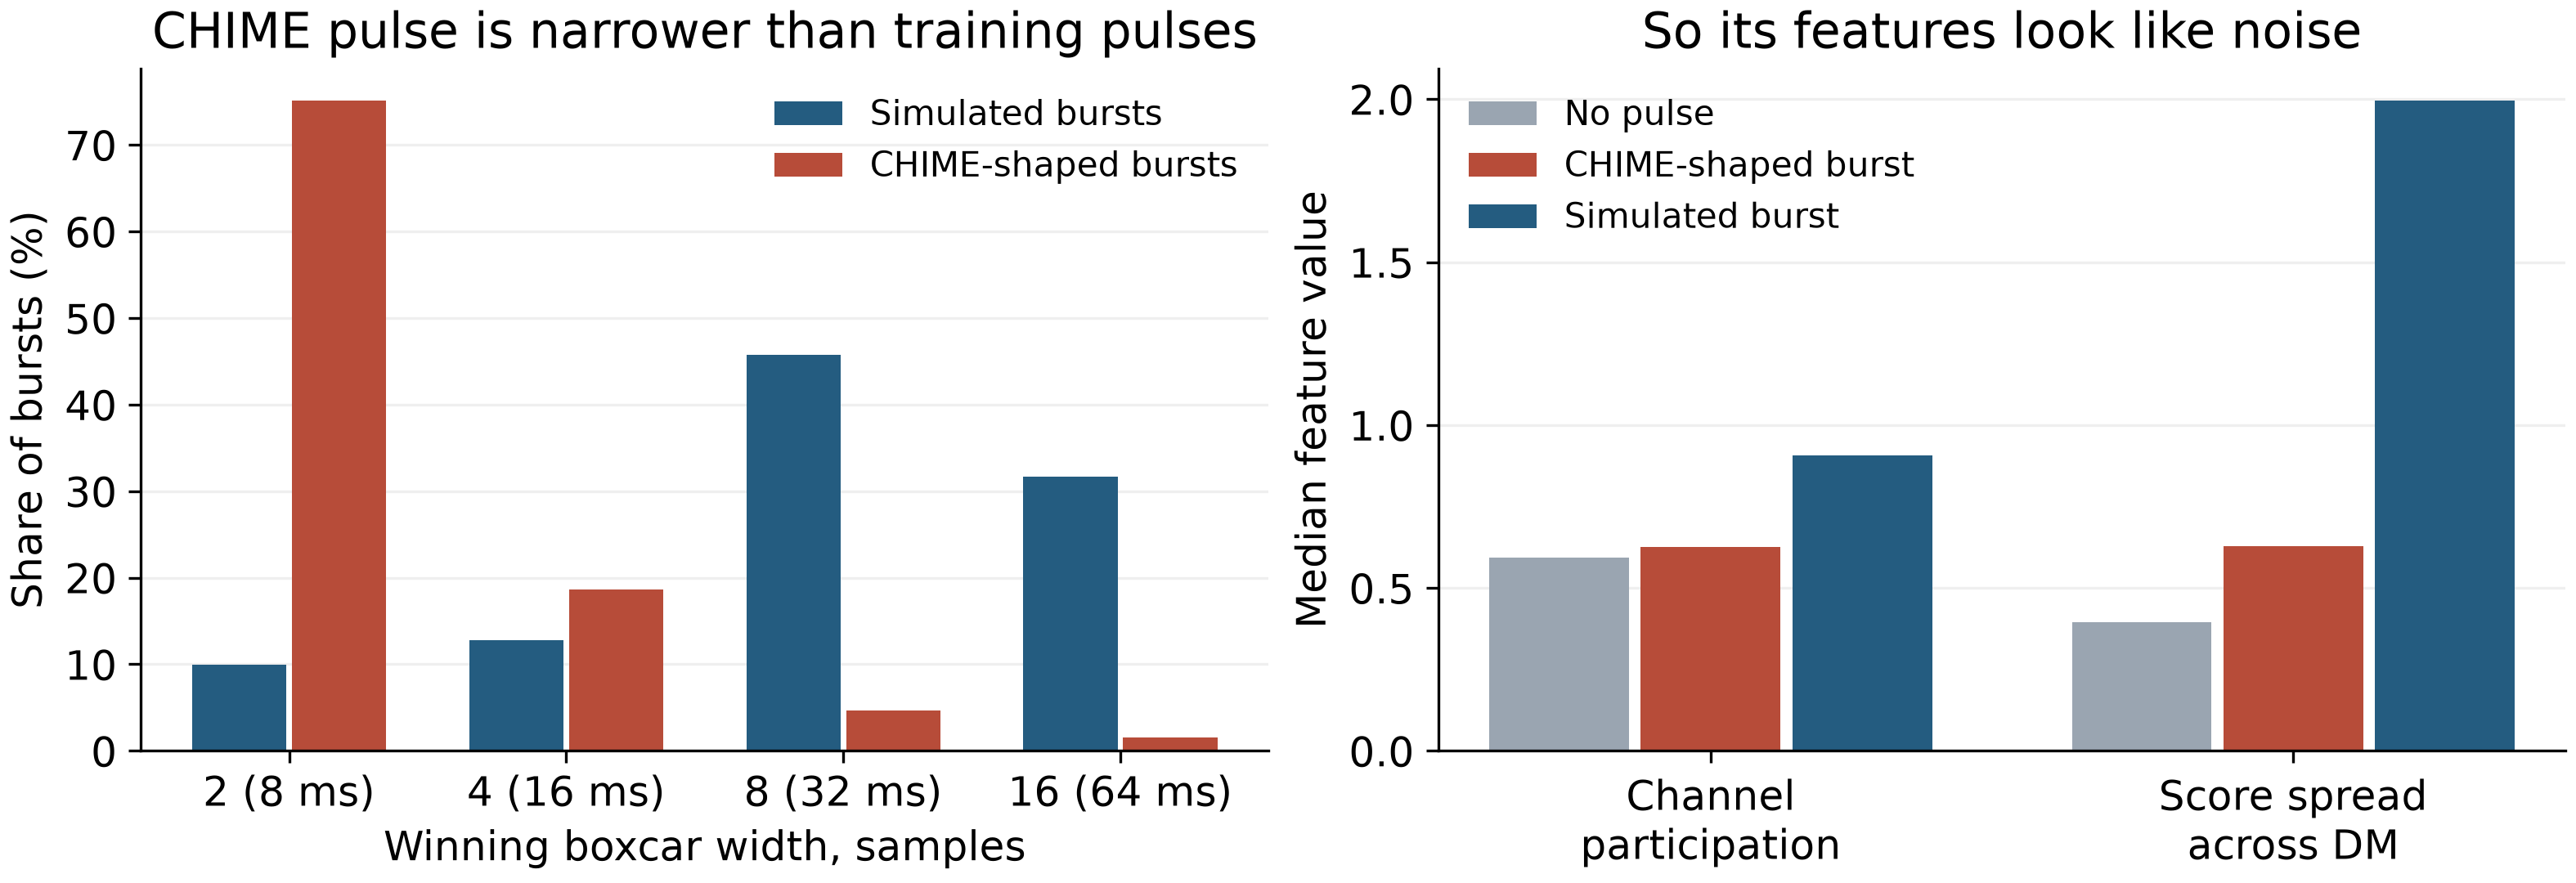 CHIME pulse is narrower than training pulses
Share of bursts (%)
70
60
50
40
30
20
10
0
Simulated bursts
CHIME-shaped bursts
2 (8 ms)
4 (16 ms)
8 (32 ms)
16 (64 ms)
Winning boxcar width, samples
So its features look like noise
Median feature value
2.0
1.5
1.0
0.5
0.0
No pulse
CHIME-shaped burst
Simulated burst
Channel
participation
Score spread
across DM